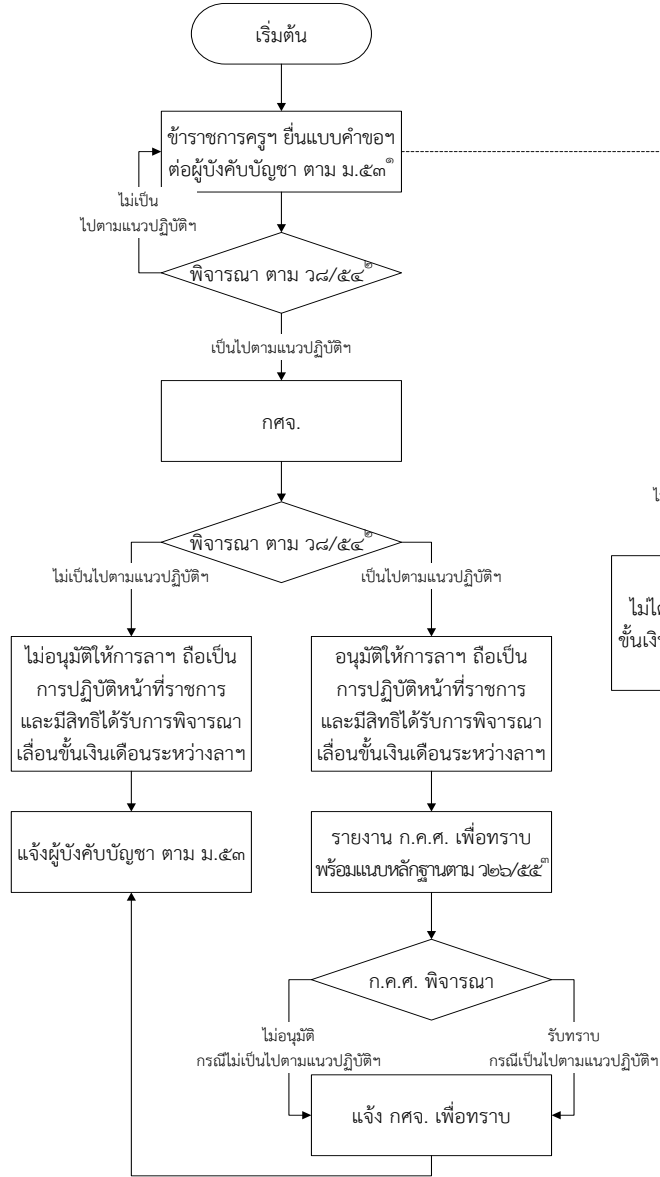 เริ่มต้น
ข้าราชการครูฯ ยื่นแบบคำขอฯ
ต่อผู้บังคับบัญชา ตาม ม.๕๓๑
ไม่เป็น
ไปตามแนวปฏิบัติฯ
พิจารณา ตาม ว๘/๕๔๒
เป็นไปตามแนวปฏิบัติฯ
กศจ.
พิจารณา ตาม ว๘/๕๔๒
ไม่เป็นไปตามแนวปฏิบัติฯ
เป็นไปตามแนวปฏิบัติฯ
ไม่อนุมัติให้การลาฯ ถือเป็น
การปฏิบัติหน้าที่ราชการ
และมีสิทธิได้รับการพิจารณา
เลื่อนขั้นเงินเดือนระหว่างลาฯ
อนุมัติให้การลาฯ ถือเป็น
การปฏิบัติหน้าที่ราชการ
และมีสิทธิได้รับการพิจารณา
เลื่อนขั้นเงินเดือนระหว่างลาฯ
แจ้งผู้บังคับบัญชา ตาม ม.๕๓
รายงาน ก.ค.ศ. เพื่อทราบ
พร้อมแนบหลักฐานตาม ว๒๖/๕๕๓
ก.ค.ศ. พิจารณา
ไม่อนุมัติ
กรณีไม่เป็นไปตามแนวปฏิบัติฯ
รับทราบ
กรณีเป็นไปตามแนวปฏิบัติฯ
แจ้ง กศจ. เพื่อทราบ